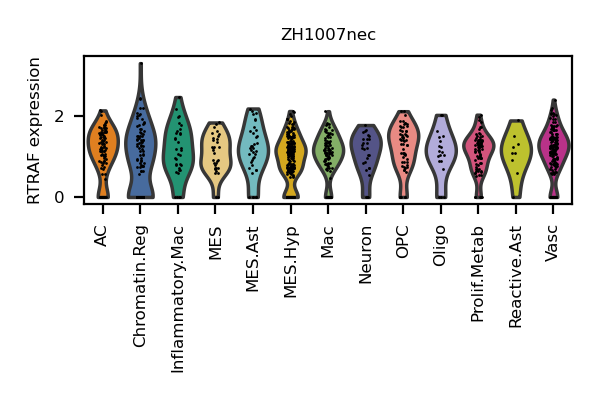 ZH1007nec
RTRAF expression
2
0
AC
Chromatin.Reg
Inflammatory.Mac
MES
MES.Ast
MES.Hyp
Mac
Neuron
OPC
Oligo
Prolif.Metab
Reactive.Ast
Vasc